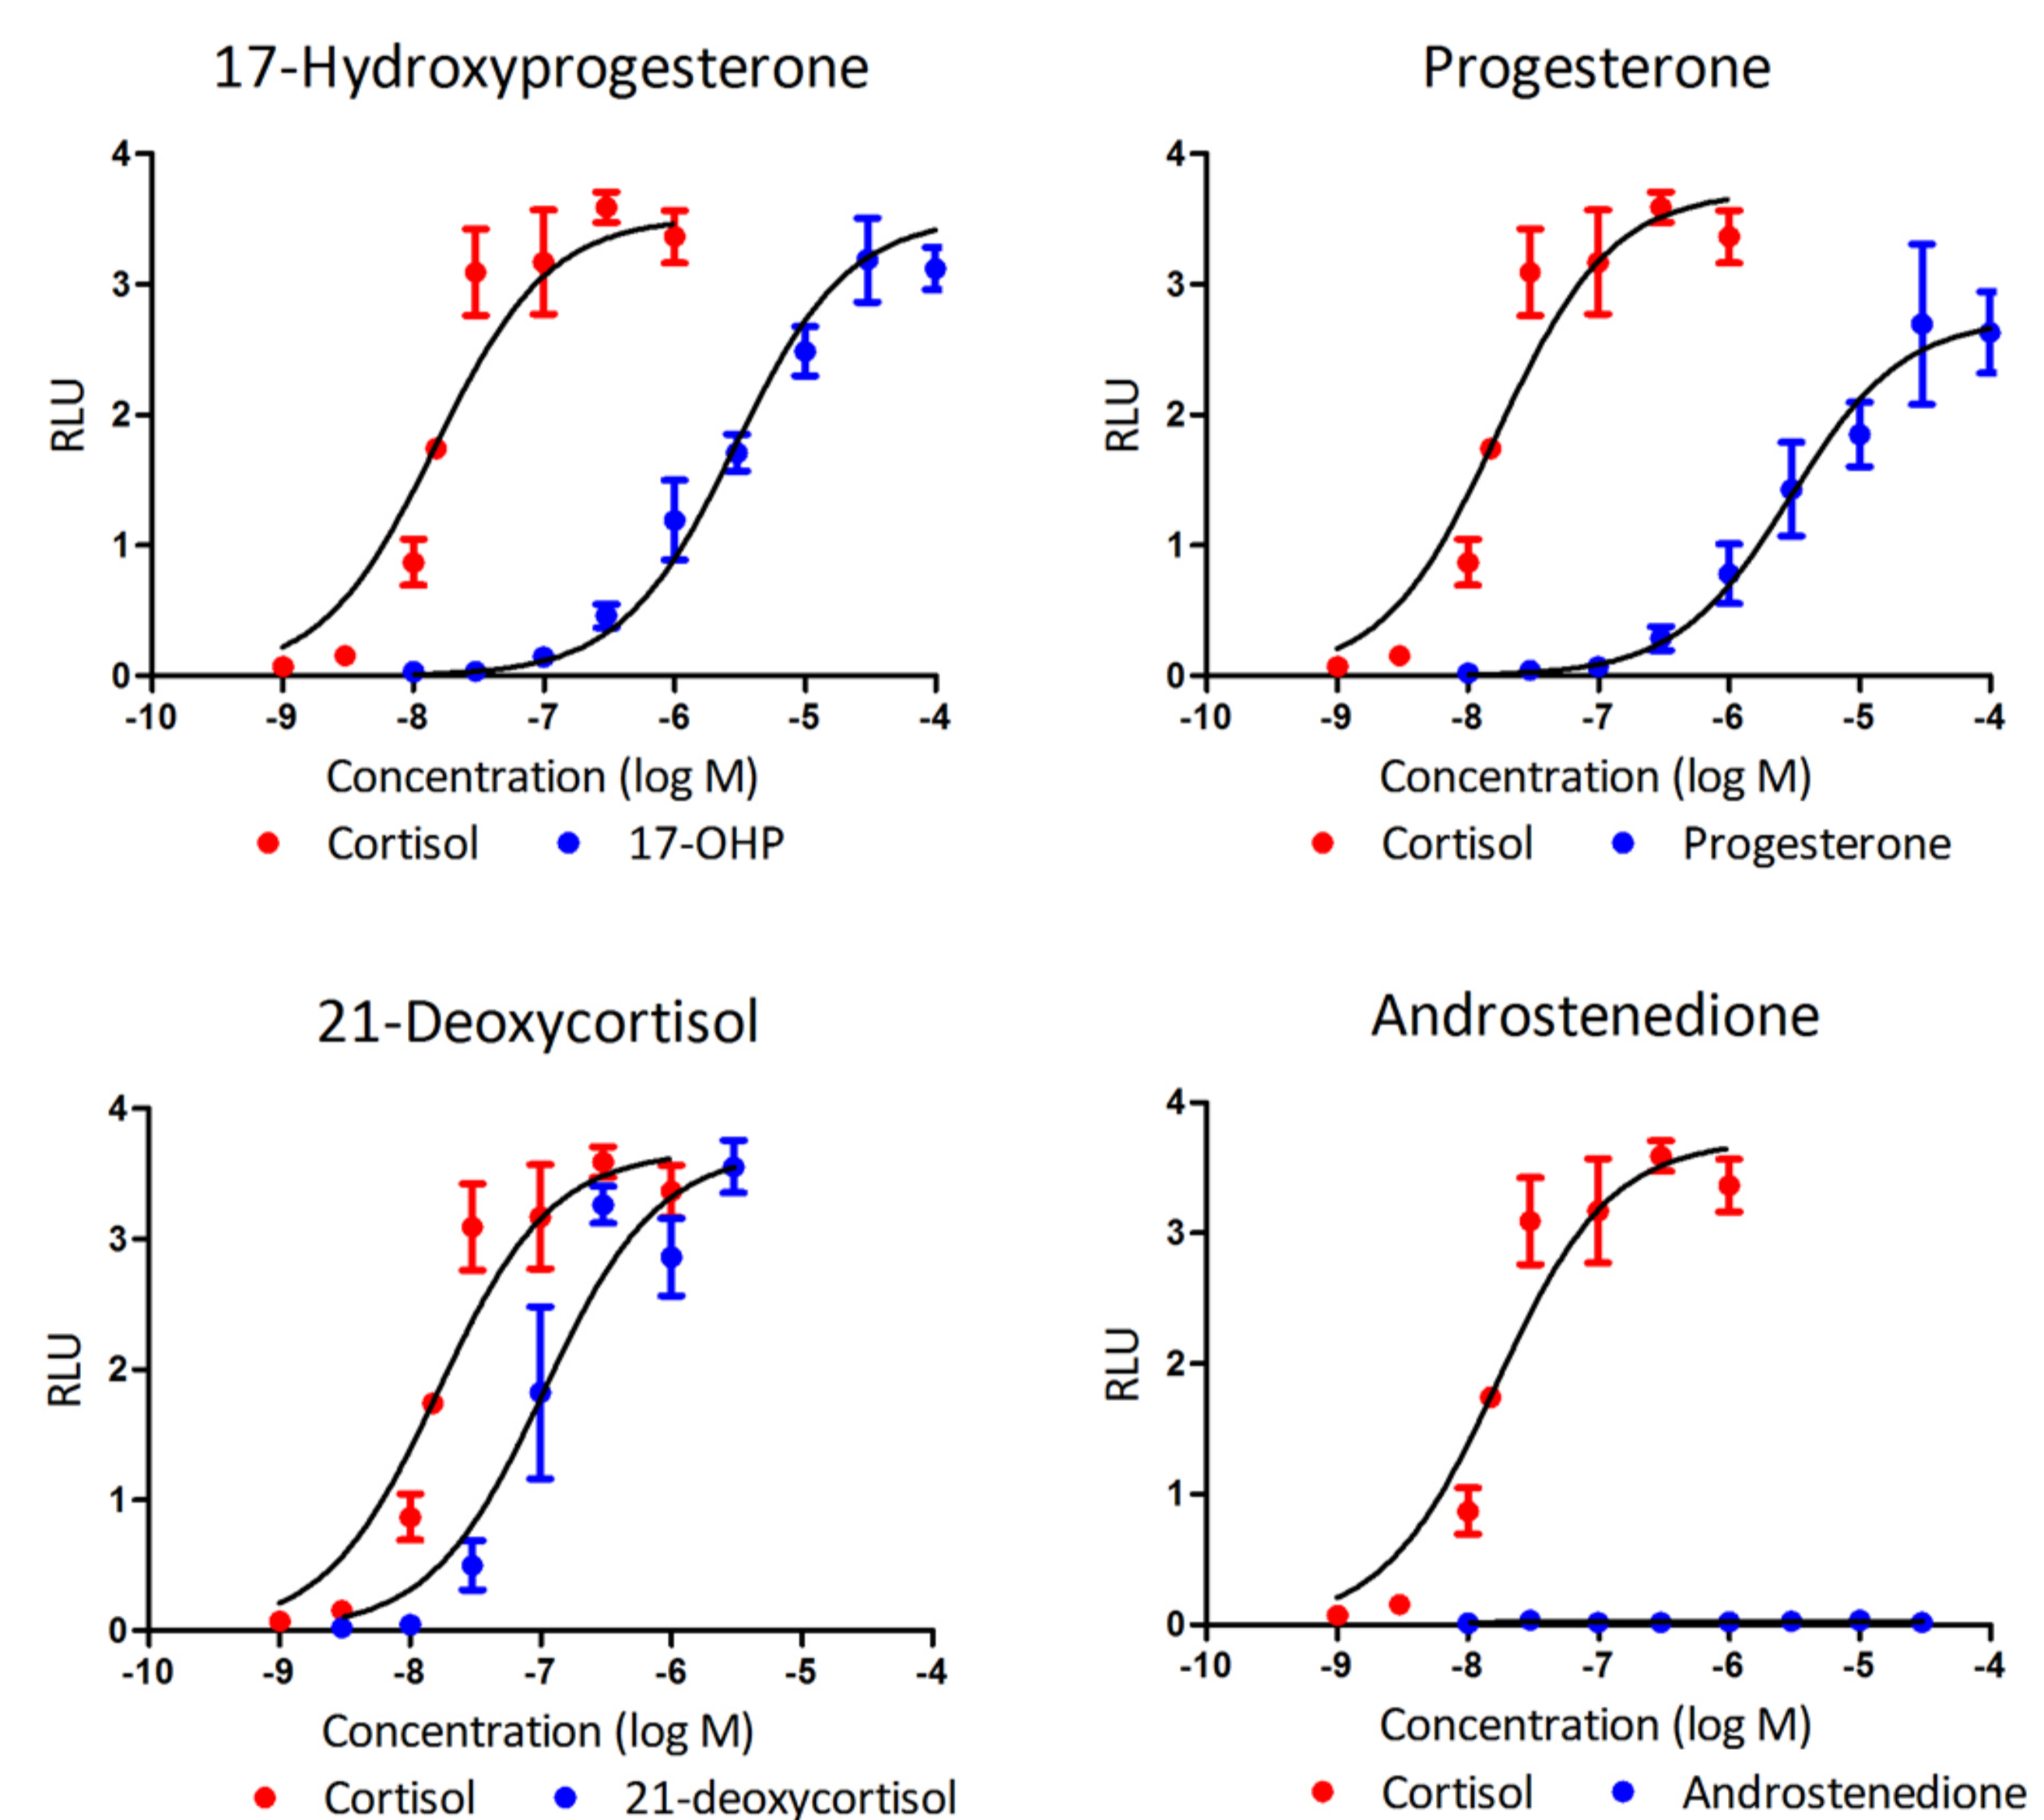 17-Hydroxyprogesterone
4
3
2
1
0
RLU
-10 -9 -8 -7 -6 -5 -4
Concentration (log M)
Cortisol 17-OHP
Progesterone
4
3
2
1
0
RLU
-10 -9 -8 -7 -6 -5 -4
Concentration (log M)
Cortisol Progesterone
21-Deoxycortisol
4
3
2
1
0
RLU
-10 -9 -8 -7 -6 -5 -4
Concentration (log M)
Cortisol 21-deoxycortisol
Androstenedione
4
3
2
1
0
RLU
-10 -9 -8 -7 -6 -5 -4
Concentration (log M)
Cortisol Androstenedione